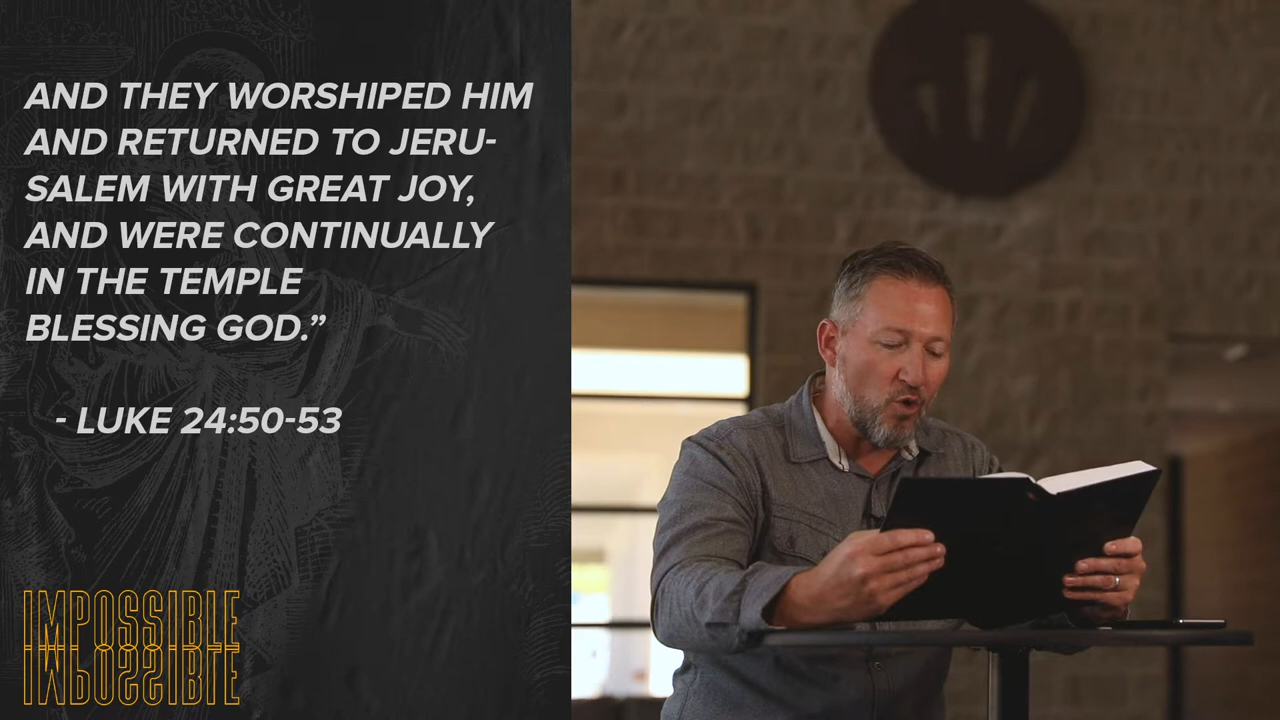 AND THEY WORSHIPED HIM
AND RETURNED TO JERU-
SALEM WITH GREAT JOY,
AND WERE CONTINUALLY
IN THE TEMPLE
BLESSING GOD.”
- LUKE 24:50-53
IMPOSSIBLE
IMPOSSIBLE